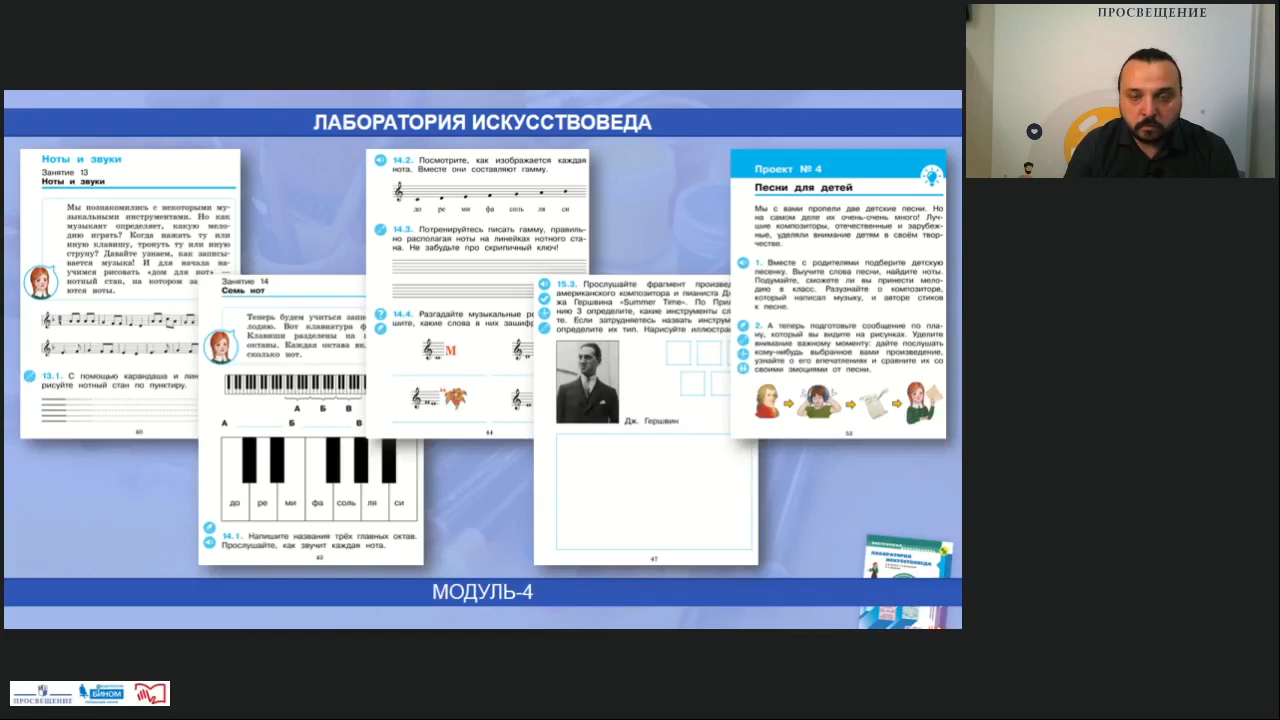 ПРОСВЕЩЕНИЕ
ЛАБОРАТОРИЯ ИСКУССТВОВЕДА
Ноты и звуки
Занятие 13
Ноты и звуки
Мы познакомились с некоторыми му-
зыкальными инструментами. Но как
музыкант определяет, какую мело-
дию играть? Когда нажать ту или
иную клавишу, тронуть ту или иную
струну? Давайте узнаем, как записы-
вается музыка! И для начала на-
учимся рисовать «дом для нот» —
нотный стан, на котором за
ются ноты.
13.1. С помощью карандаша и лин
рисуйте нотный стан по пунктиру.
40
Занятие 14
Семь нот
Теперь будем учиться запи
лодию. Вот клавиатура ф
Клавиши разделены на
октавы. Каждая октава вк
сколько нот.
А Б В
А Б В
до ре ми фа соль ля си
14.1. Напишите названия трёх главных октав.
Прослушайте, как звучит каждая нота.
43
14.2. Посмотрите, как изображается каждая
нота. Вместе они составляют гамму.
до ре ми фа соль ля си
14.3. Потренируйтесь писать гамму, правиль-
но располагая ноты на линейках нотного ста-
на. Не забудьте про скрипичный ключ!
14.4. Разгадайте музыкальные ре
шите, какие слова в них зашифр
М
44
15.3. Прослушайте фрагмент произвед
американского композитора и пианиста Д
жа Гершвина «Summer Time». По При
нию 3 определите, какие инструменты сл
те. Если затрудняетесь назвать инструм
определите их тип. Нарисуйте иллюстра
Дж. Гершвин
47
Проект № 4
Песни для детей
Мы с вами пропели две детские песни. Но
на самом деле их очень-очень много! Луч-
шие композиторы, отечественные и зарубеж-
ные, уделяли внимание детям в своём твор-
честве.
1. Вместе с родителями подберите детскую
песенку. Выучите слова песни, найдите ноты.
Подумайте, сможете ли вы принести мело-
дию в класс. Разузнайте о композиторе,
который написал музыку, и авторе стихов
к песне.
2. А теперь подготовьте сообщение по пла-
ну, который вы видите на рисунках. Уделите
внимание важному моменту: дайте послушать
кому-нибудь выбранное вами произведение,
узнайте о его впечатлениях и сравните их со
своими эмоциями от песни.
52
ЛАБОРАТОРИЯ
ИСКУССТВОВЕДА
МОДУЛЬ-4
ПРОСВЕЩЕНИЕ
БИНОМ